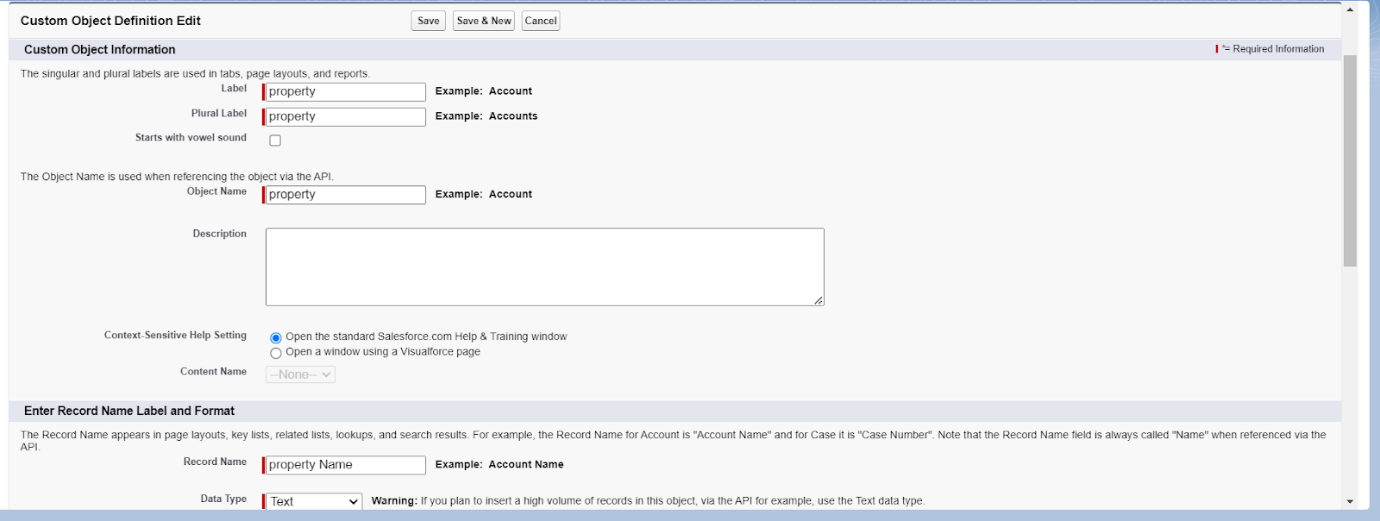 Custom Object Definition Edit Save Save & New Cancel
Custom Object Information *= Required Information
The singular and plural labels are used in tabs, page layouts, and reports.
Label property Example: Account
Plural Label property Example: Accounts
Starts with vowel sound
The Object Name is used when referencing the object via the API.
Object Name property Example: Account
Description
Context-Sensitive Help Setting Open the standard Salesforce.com Help & Training window
Open a window using a Visualforce page
Content Name --None--
Enter Record Name Label and Format
The Record Name appears in page layouts, key lists, related lists, lookups, and search results. For example, the Record Name for Account is "Account Name" and for Case it is "Case Number". Note that the Record Name field is always called "Name" when referenced via the
API.
Record Name property Name Example: Account Name
Data Type Text Warning: If you plan to insert a high volume of records in this object, via the API for example, use the Text data type.